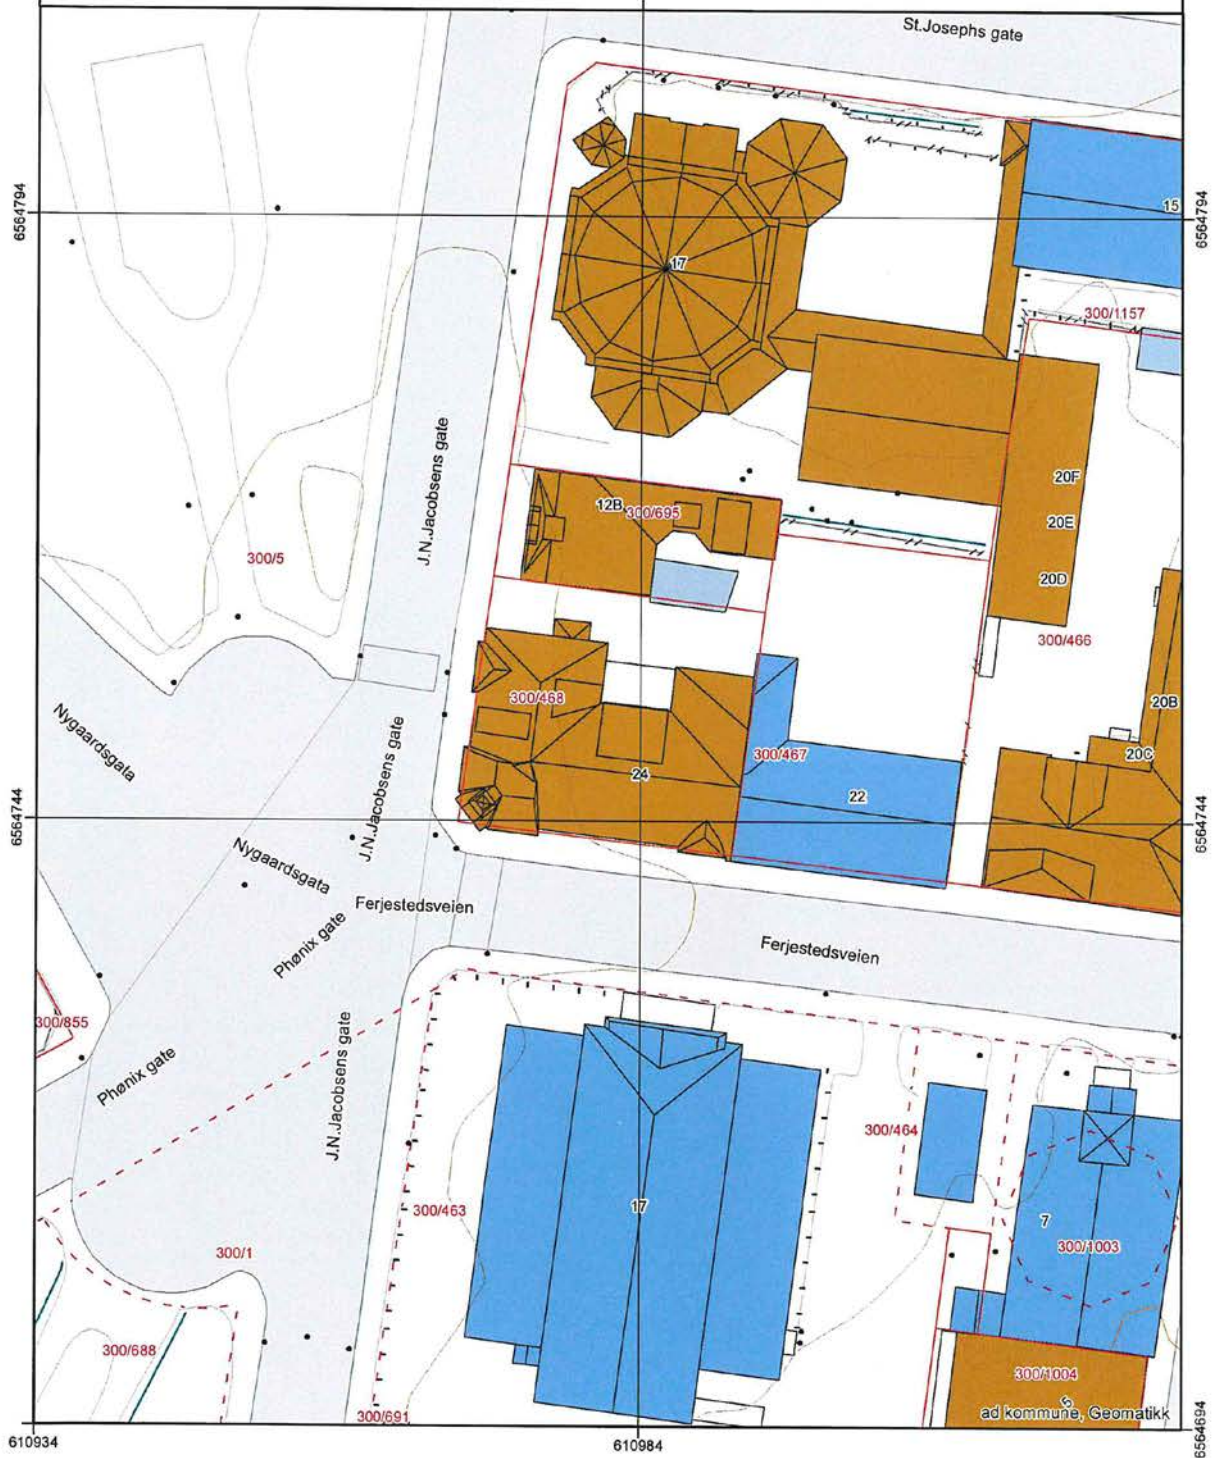 St.Josephs gate
6564794
6564794
15
17
300/1157
J.N.Jacobsens gate
20F
12B
300/695
20E
300/5
20D
300/466
300/468
20B
Nygaardsgata
J.N.Jacobsens gate
300/467
20C
24
22
6564744
6564744
Nygaardsgata
Ferjestedsveien
Phønix gate
Ferjestedsveien
300/855
J.N.Jacobsens gate
Phønix gate
300/464
300/463
17
7
300/1003
300/1
300/688
300/1004
5
300/691
ad kommune, Geomatikk
610934
610984
6564694